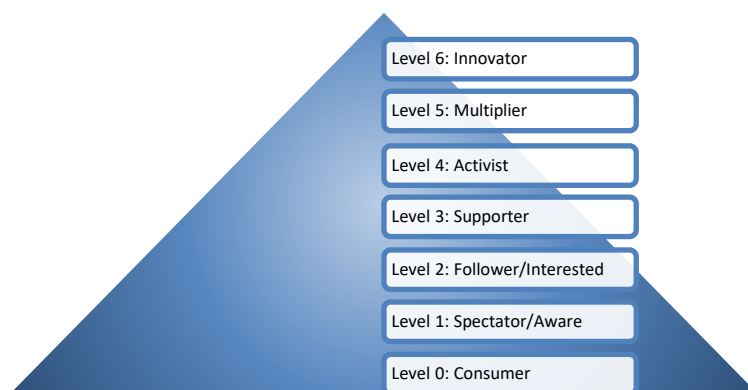 Level 6: Innovator
Level 5: Multiplier
Level 4: Activist
Level 3: Supporter
Level 2: Follower/Interested
Level 1: Spectator/Aware
Level 0: Consumer